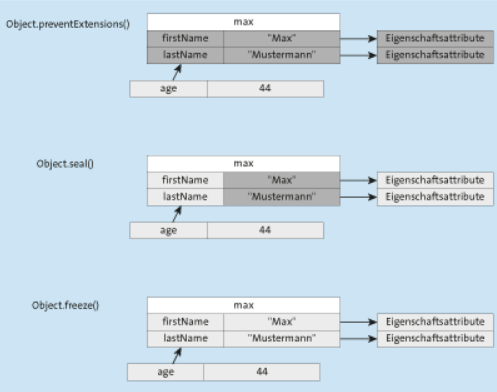 Object.preventExtensions()
max
firstName "Max" Eigenschaftsattribute
lastName "Mustermann" Eigenschaftsattribute
age 44
Object.seal()
max
firstName "Max" Eigenschaftsattribute
lastName "Mustermann" Eigenschaftsattribute
age 44
Object.freeze()
max
firstName "Max" Eigenschaftsattribute
lastName "Mustermann" Eigenschaftsattribute
age 44